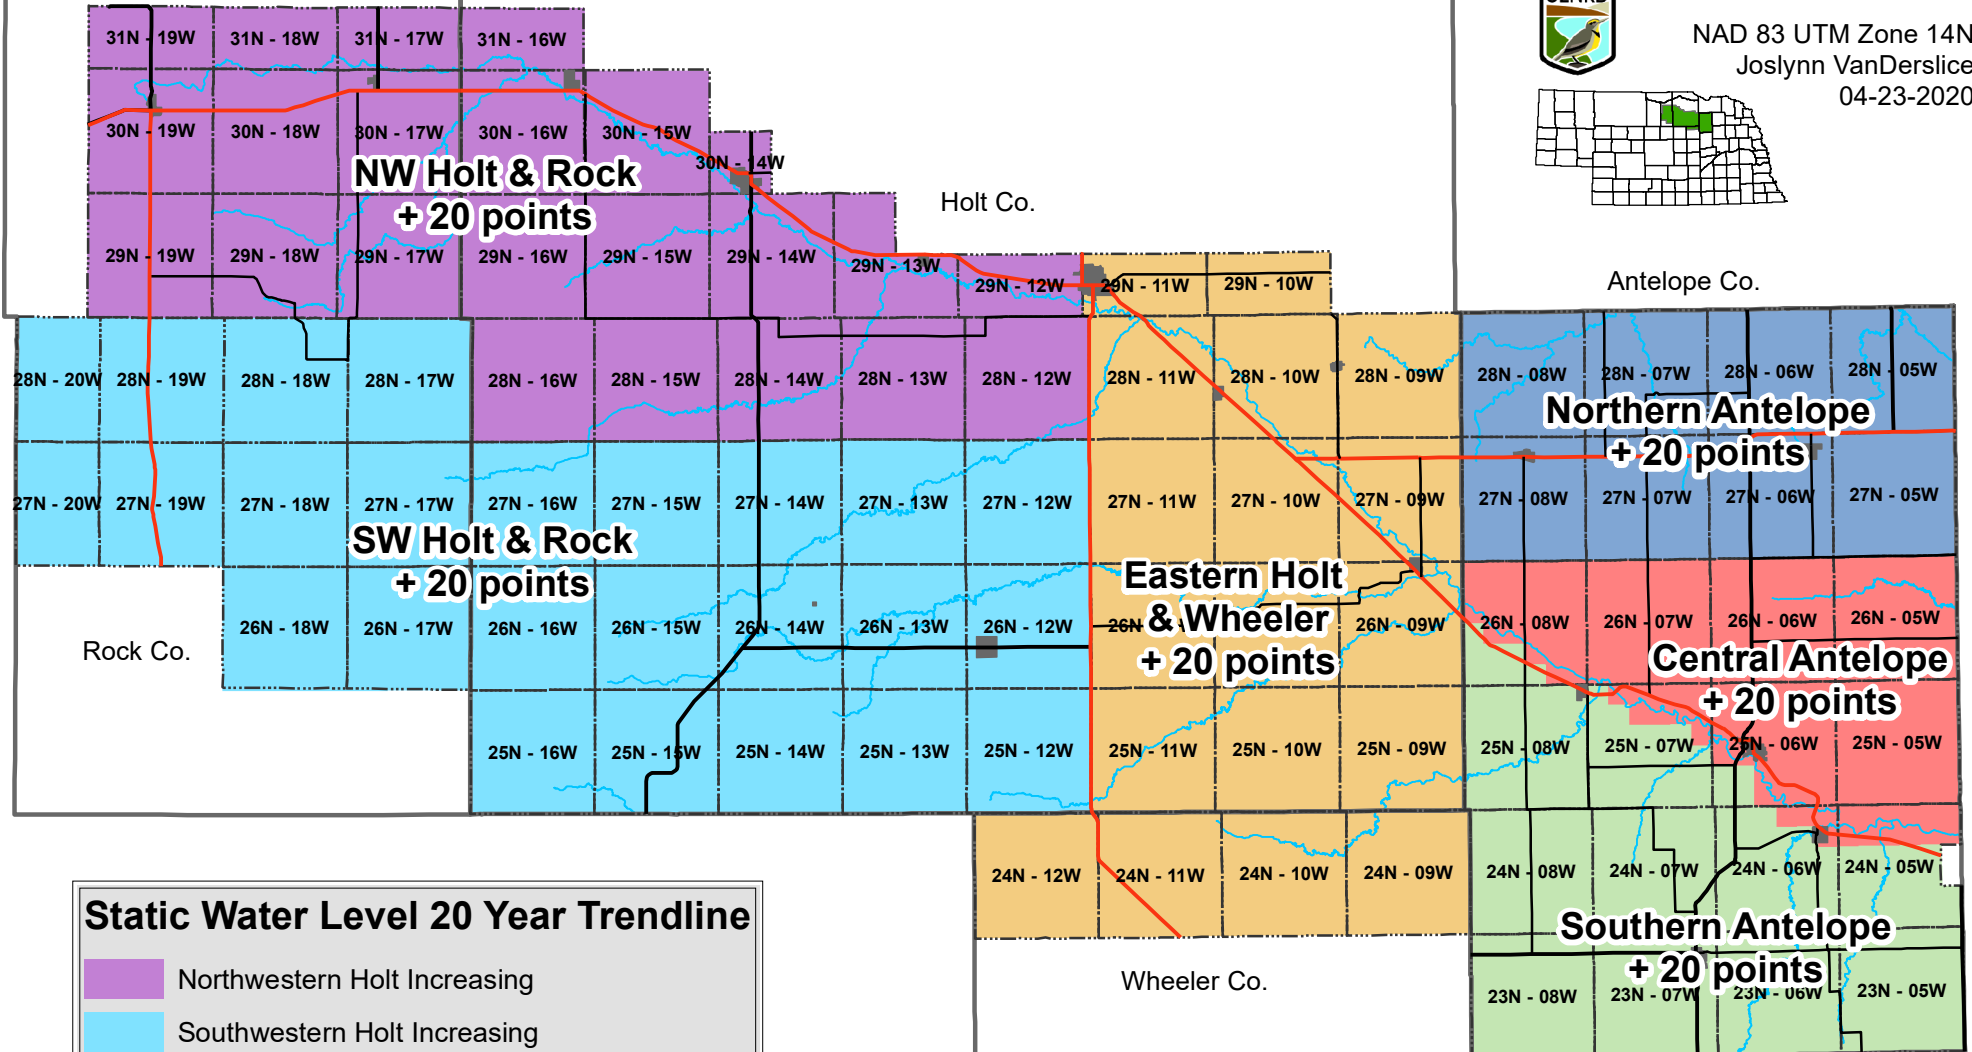 NAD 83 UTM Zone 14N
Joslynn VanDerslice
04-23-2020
31N - 19W 31N - 18W 31N - 17W 31N - 16W
30N - 19W 30N - 18W 30N - 17W 30N - 16W 30N - 15W
30N - 14W
NW Holt & Rock
+ 20 points
Holt Co.
29N - 19W 29N - 18W 29N - 17W 29N - 16W 29N - 15W 29N - 14W 29N - 13W
29N - 12W 29N - 11W 29N - 10W
Antelope Co.
28N - 20W 28N - 19W 28N - 18W 28N - 17W 28N - 16W 28N - 15W 28N - 14W 28N - 13W 28N - 12W 28N - 11W 28N - 10W 28N - 09W 28N - 08W 28N - 07W 28N - 06W 28N - 05W
Northern Antelope
+ 20 points
27N - 20W 27N - 19W 27N - 18W 27N - 17W 27N - 16W 27N - 15W 27N - 14W 27N - 13W 27N - 12W 27N - 11W 27N - 10W 27N - 09W 27N - 08W 27N - 07W 27N - 06W 27N - 05W
SW Holt & Rock
+ 20 points
Eastern Holt
& Wheeler
+ 20 points
26N - 18W 26N - 17W 26N - 16W 26N - 15W 26N - 14W 26N - 13W 26N - 12W 26N 26N - 09W 26N - 08W 26N - 07W 26N - 06W 26N - 05W
Rock Co.
Central Antelope
+ 20 points
25N - 16W 25N - 15W 25N - 14W 25N - 13W 25N - 12W 25N - 11W 25N - 10W 25N - 09W 25N - 08W 25N - 07W 25N - 06W 25N - 05W
24N - 12W 24N - 11W 24N - 10W 24N - 09W 24N - 08W 24N - 07W 24N - 06W 24N - 05W
Southern Antelope
+ 20 points
Wheeler Co.
23N - 08W 23N - 07W 23N - 06W 23N - 05W
Static Water Level 20 Year Trendline
Northwestern Holt Increasing
Southwestern Holt Increasing